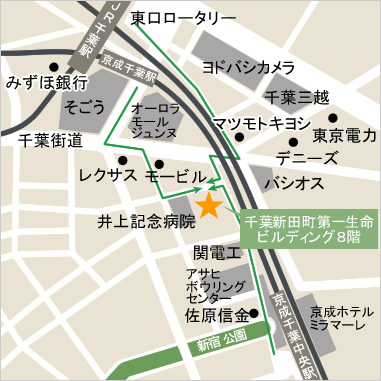 東口ロータリー
JR千葉駅
京成千葉駅
ヨドバシカメラ
みずほ銀行
そごう
オーロラ
モール
ジュンヌ
千葉三越
千葉街道
マツモトキヨシ
東京電力
デニーズ
レクサス
モービル
バシオス
井上記念病院
千葉新田町第一生命
ビルディング8階
関電工
アサヒ
ボウリング
センター
佐原信金
京成千葉中央駅
京成ホテル
ミラマーレ
新宿 公園